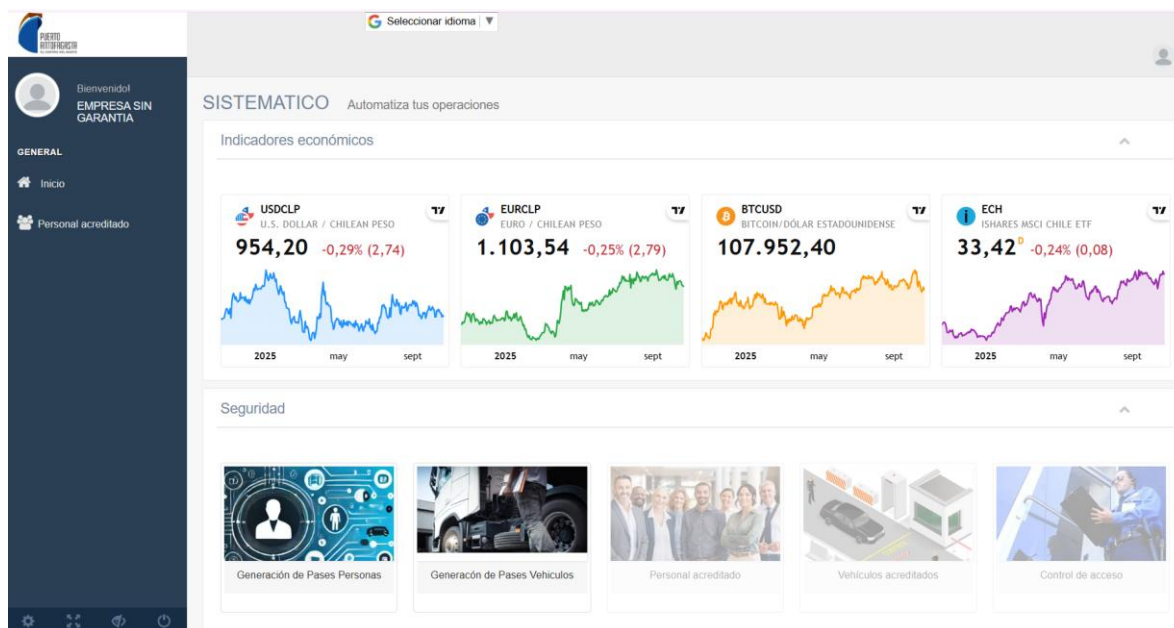 Seleccionar idioma
PUERTO
ANTOFAGASTA
Bienvenido!
EMPRESA SIN
GARANTIA
GENERAL
Inicio
Personal acreditado
SISTEMATICO Automatiza tus operaciones
Indicadores económicos
USDCLP
U.S. DOLLAR / CHILEAN PESO
954,20 -0,29% (2,74)
2025 may sept
EURCLP
EURO / CHILEAN PESO
1.103,54 -0,25% (2,79)
2025 may sept
BTCUSD
BITCOIN/DÓLAR ESTADOUNIDENSE
107.952,40
2025 may sept
ECH
ISHARES MSCI CHILE ETF
33,42 D -0,24% (0,08)
2025 may sept
Seguridad
Generación de Pases Personas
Generacón de Pases Vehiculos
Personal acreditado
Vehículos acreditados
Control de acceso